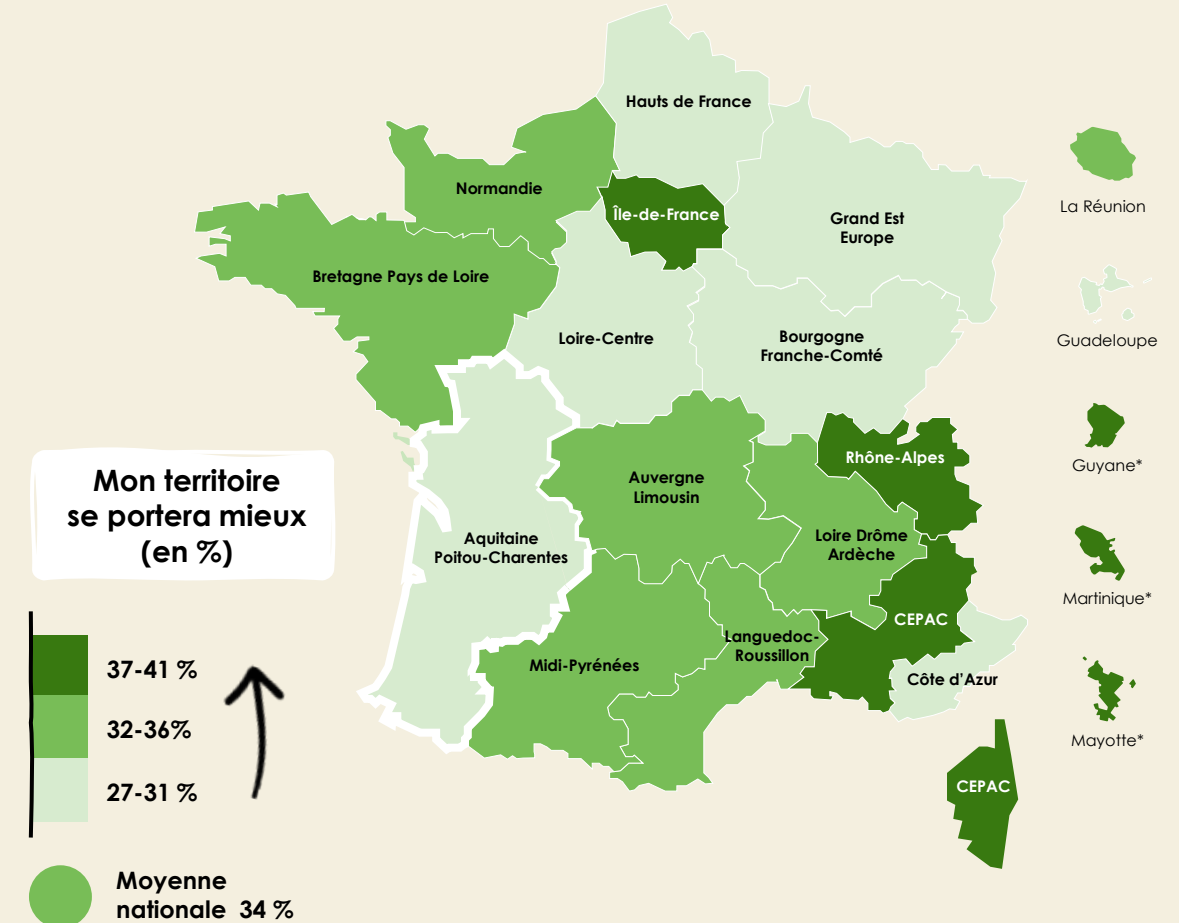 Hauts de France
Normandie
Île-de-France
Grand Est
Europe
Bretagne Pays de Loire
Loire-Centre
Bourgogne
Franche-Comté
Rhône-Alpes
Auvergne
Limousin
Loire Drôme
Ardèche
Aquitaine
Poitou-Charentes
CEPAC
Languedoc-
Roussillon
Midi-Pyrénées
Côte d'Azur
CEPAC
La Réunion
Guadeloupe
Guyane*
Martinique*
Mayotte*
Mon territoire
se portera mieux
(en %)
37-41 %
32-36%
27-31 %
Moyenne
nationale 34 %